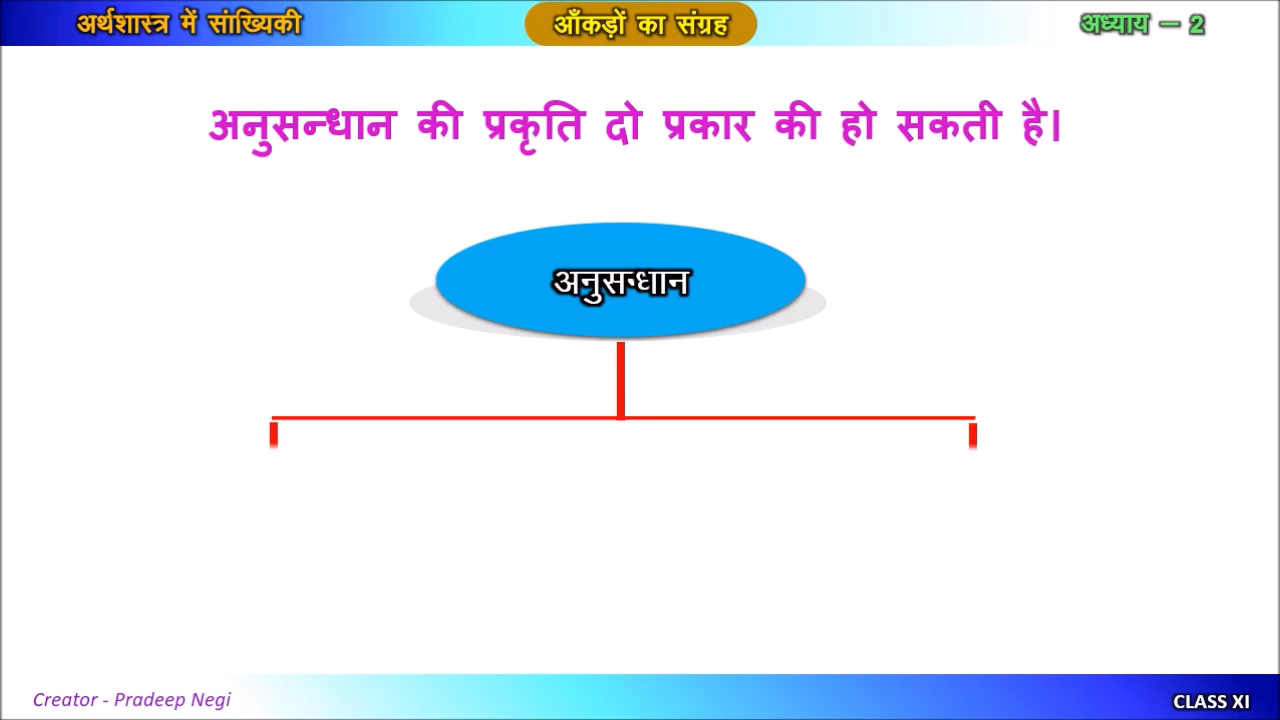 अर्थशास्त्र में सांख्यिकी
आँकड़ों का संग्रह
अध्याय – 2
अनुसन्धान की प्रकृति दो प्रकार की हो सकती है।
अनुसन्धान
Creator - Pradeep Negi
CLASS XI